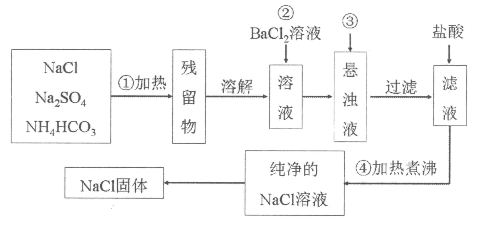 ②
BaCl₂溶液
③
盐酸
NaCl
Na₂SO₄
NH₄HCO₃
①加热
残留物
溶解
溶液
悬浊液
过滤
滤液
④加热煮沸
纯净的
NaCl溶液
NaCl固体